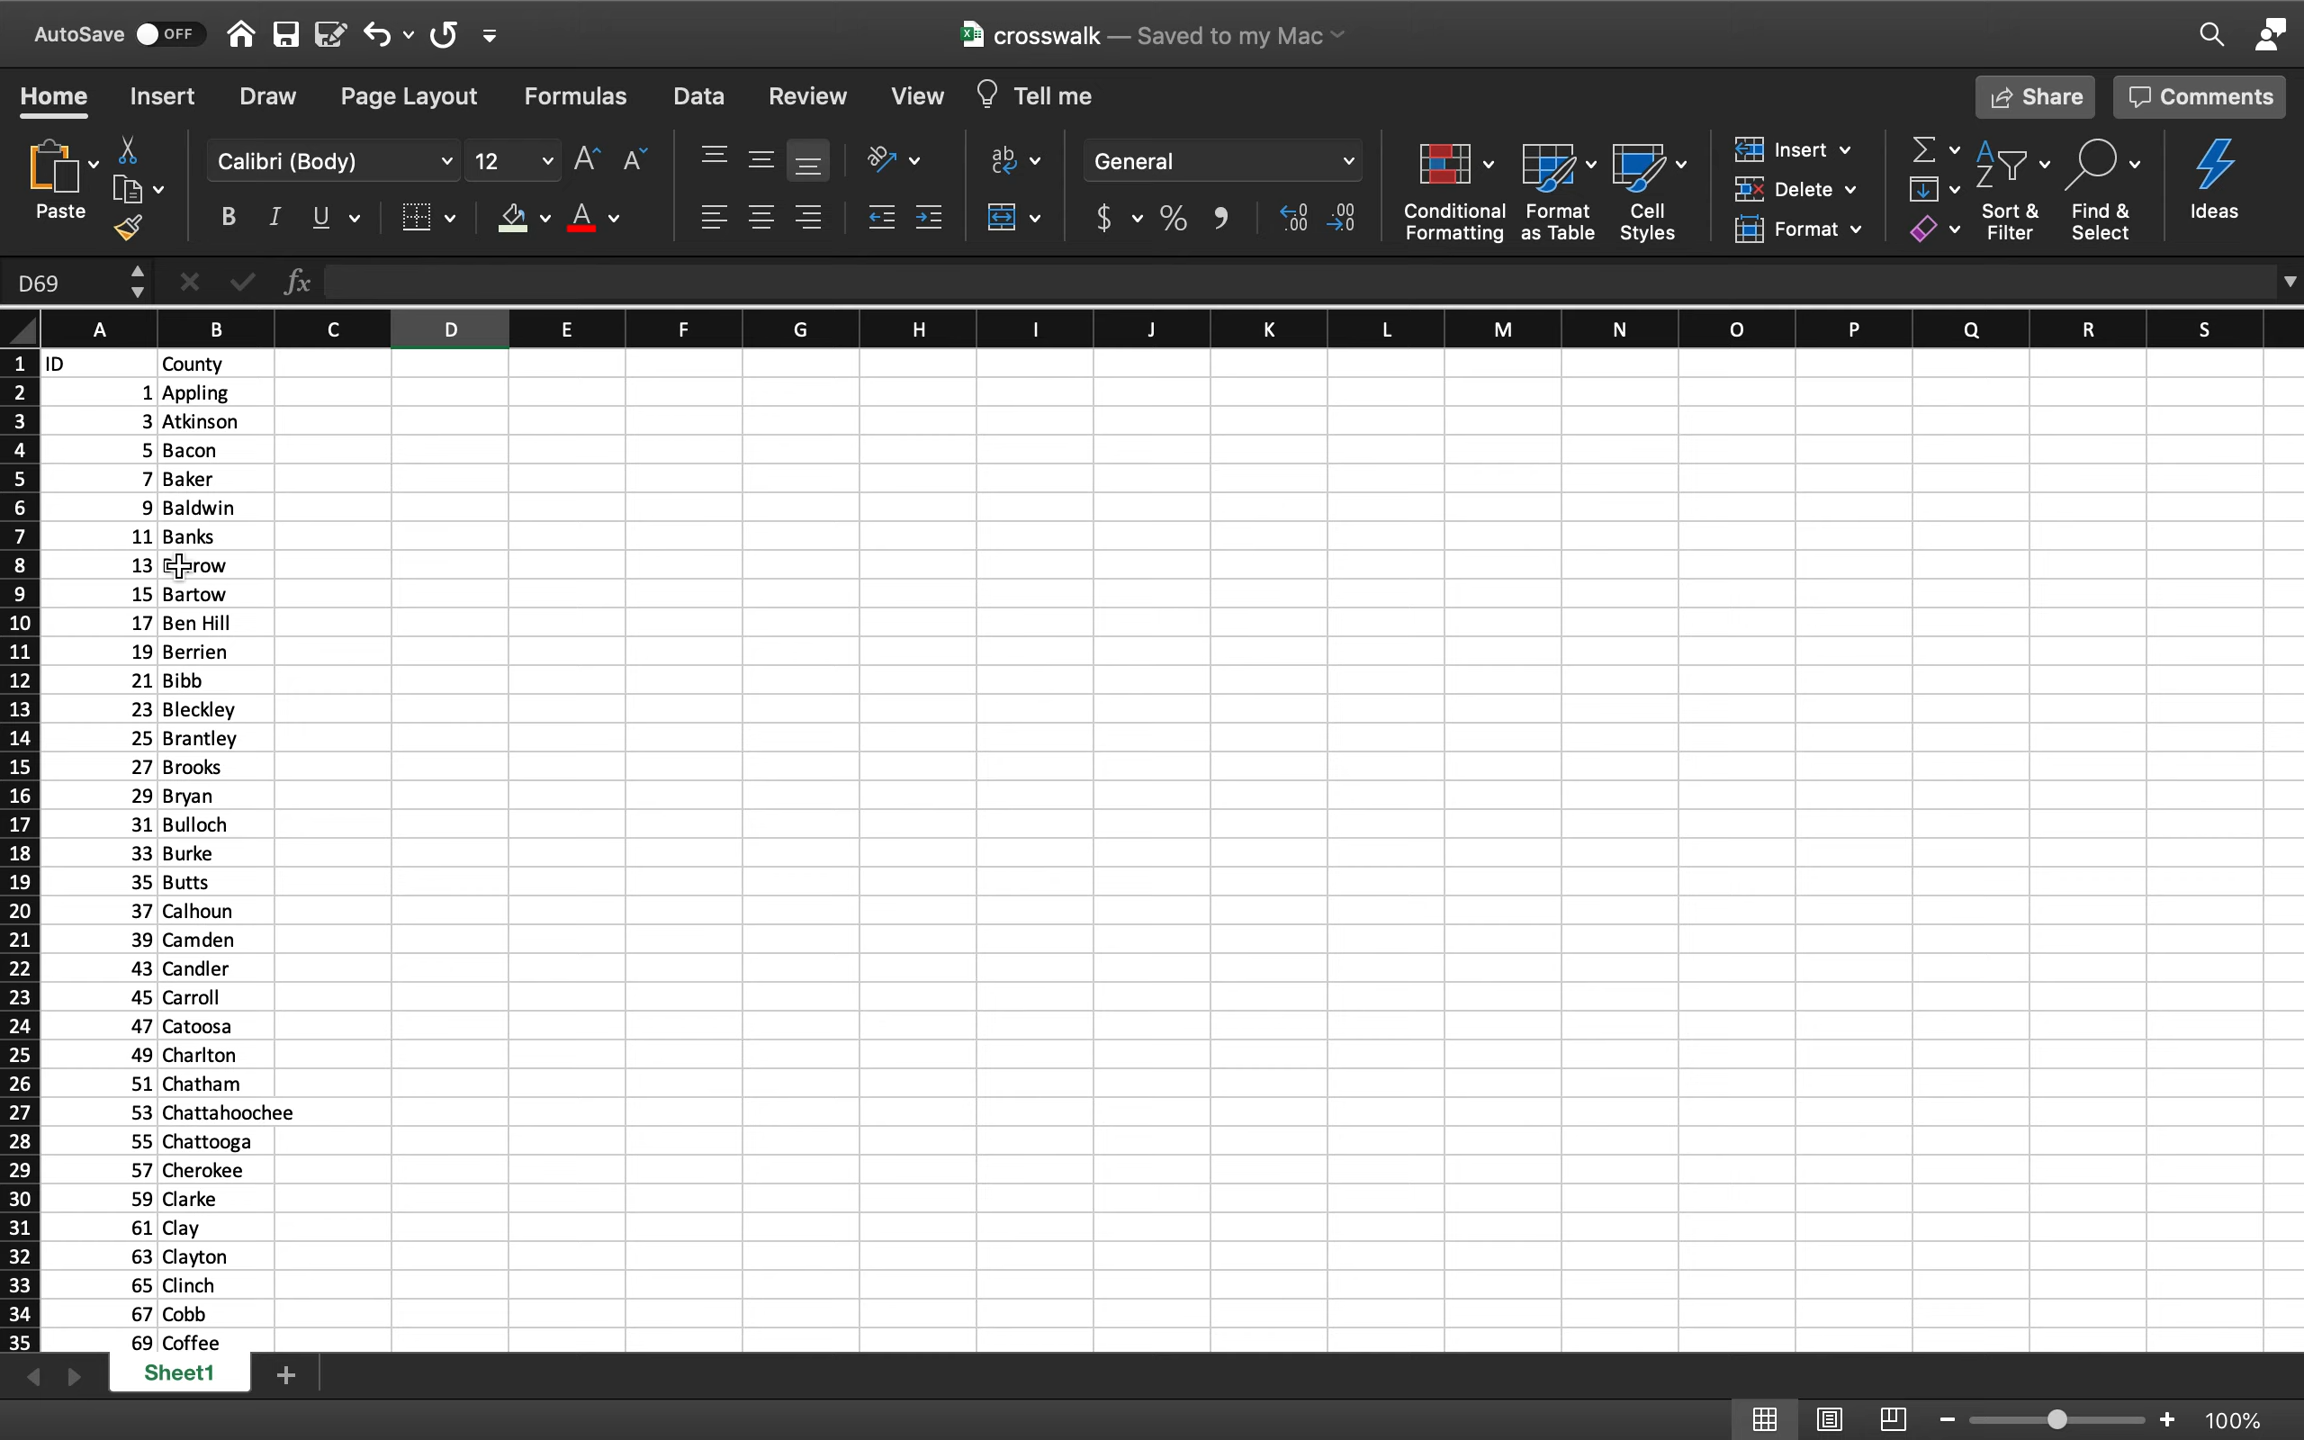 AutoSave OFF
crosswalk — Saved to my Mac
Home Insert Draw Page Layout Formulas Data Review View Tell me Share Comments
Paste
Calibri (Body) 12
B I U
A
ab
General
$ % ,
Conditional Formatting
Format as Table
Cell Styles
Insert
Delete
Format
Sort & Filter
Find & Select
Ideas
D69 fx
A B C D E F G H I J K L M N O P Q R S
1 ID County
2 1 Appling
3 3 Atkinson
4 5 Bacon
5 7 Baker
6 9 Baldwin
7 11 Banks
8 13 row
9 15 Bartow
10 17 Ben Hill
11 19 Berrien
12 21 Bibb
13 23 Bleckley
14 25 Brantley
15 27 Brooks
16 29 Bryan
17 31 Bulloch
18 33 Burke
19 35 Butts
20 37 Calhoun
21 39 Camden
22 43 Candler
23 45 Carroll
24 47 Catoosa
25 49 Charlton
26 51 Chatham
27 53 Chattahoochee
28 55 Chattooga
29 57 Cherokee
30 59 Clarke
31 61 Clay
32 63 Clayton
33 65 Clinch
34 67 Cobb
35 69 Coffee
Sheet1 +
100%